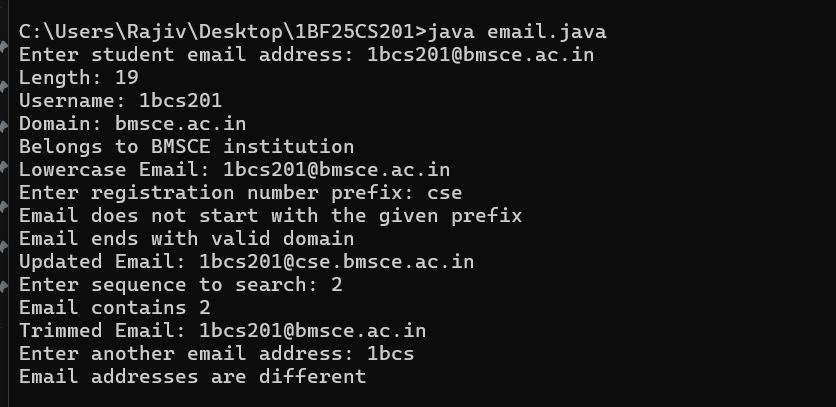 C:\Users\Rajiv\Desktop\1BF25CS201>java email.java
Enter student email address: 1bcs201@bmsce.ac.in
Length: 19
Username: 1bcs201
Domain: bmsce.ac.in
Belongs to BMSCE institution
Lowercase Email: 1bcs201@bmsce.ac.in
Enter registration number prefix: cse
Email does not start with the given prefix
Email ends with valid domain
Updated Email: 1bcs201@cse.bmsce.ac.in
Enter sequence to search: 2
Email contains 2
Trimmed Email: 1bcs201@bmsce.ac.in
Enter another email address: 1bcs
Email addresses are different